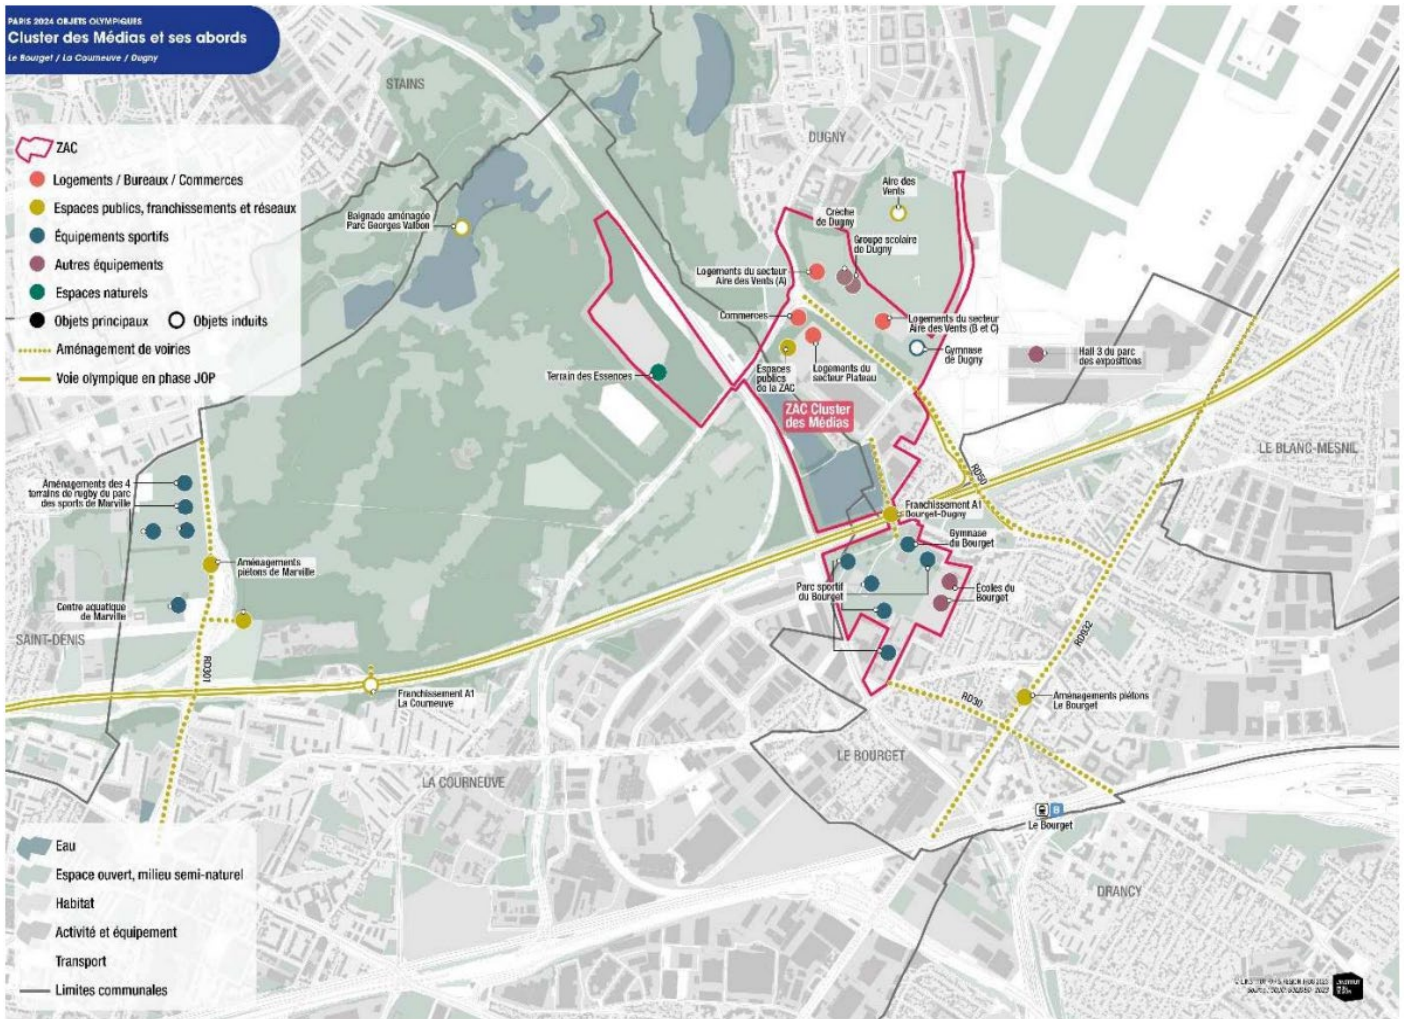 PARIS 2024 OBJETS OLYMPIQUES
Cluster des Médias et ses abords
Le Bourget / La Courneuve / Dugny
ZAC
Logements / Bureaux / Commerces
Espaces publics, franchissements et réseaux
Équipements sportifs
Autres équipements
Espaces naturels
Objets principaux
Objets induits
Aménagement de voiries
Voie olympique en phase JOP
STAINS
DUGNY
Baignade aménagée
Parc Georges Valbon
Aire des
Vents
Crèche
de Dugny
Groupe scolaire
de Dugny
Logements du secteur
Aire des Vents (A)
Commerces
Logements du secteur
Aire des Vents (B et C)
Gymnase
de Dugny
Hall 3 du parc
des expositions
Terrain des Essences
Espaces
publics
de la ZAC
Logements du
secteur Plateau
ZAC Cluster
des Médias
LE BLANC-MESNIL
RD50
Aménagements des 4
terrains de rugby du parc
des sports de Marville
Franchissement A1
Bourget-Dugny
Gymnase
du Bourget
Aménagements
piétons de Marville
Parc sportif
du Bourget
Écoles du
Bourget
Centre aquatique
de Marville
SAINT-DENIS
RD301
RD932
Franchissement A1
La Courneuve
RD30
Aménagements piétons
Le Bourget
LE BOURGET
LA COURNEUVE
B
Le Bourget
DRANCY
Eau
Espace ouvert, milieu semi-naturel
Habitat
Activité et équipement
Transport
Limites communales